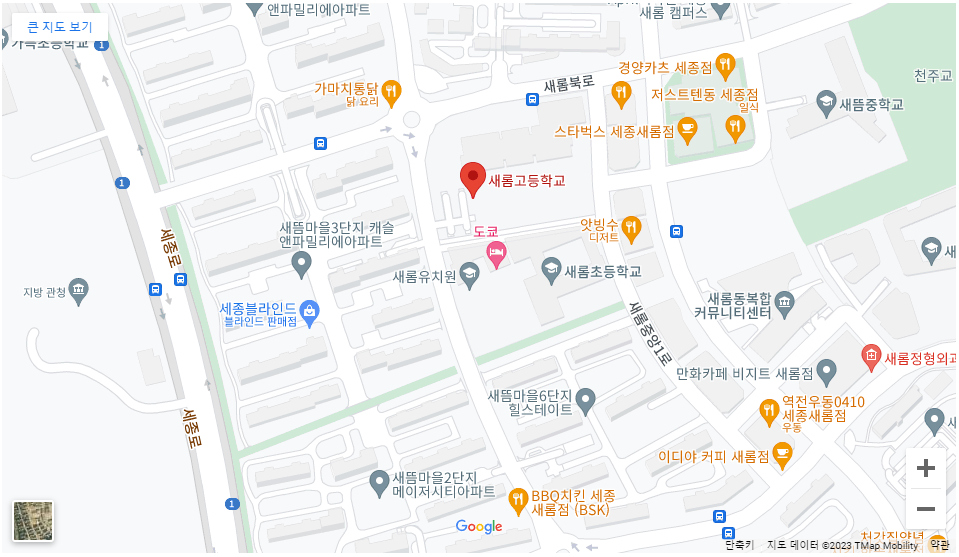 앤파밀리에아파트
새롬 캠퍼스
큰 지도 보기
가득초등학교
1
경양카츠 세종점
천주교
새롬북로
가마치통닭
닭 요리
저스트텐동 세종점
일식
새뜸중학교
스타벅스 세종새롬점
새롬고등학교
1
새뜸마을3단지 캐슬
앤파밀리에아파트
세종로
도쿄
앗빙수
디저트
새
새롬유치원
새롬초등학교
지방 관청
세종블라인드
블라인드 판매점
새롬동복합
커뮤니티센터
새롬중앙1로
새롬정형외과
만화카페 비지트 새롬점
새뜸마을6단지
힐스테이트
역전우동0410
세종새롬점
우동
세종로
새
이디야 커피 새롬점
새뜸마을2단지
메이저시티아파트
1
BBQ치킨 세종
새롬점 (BSK)
Google
처갓집양념
단축키
지도 데이터 ©2023 TMap Mobility
약관